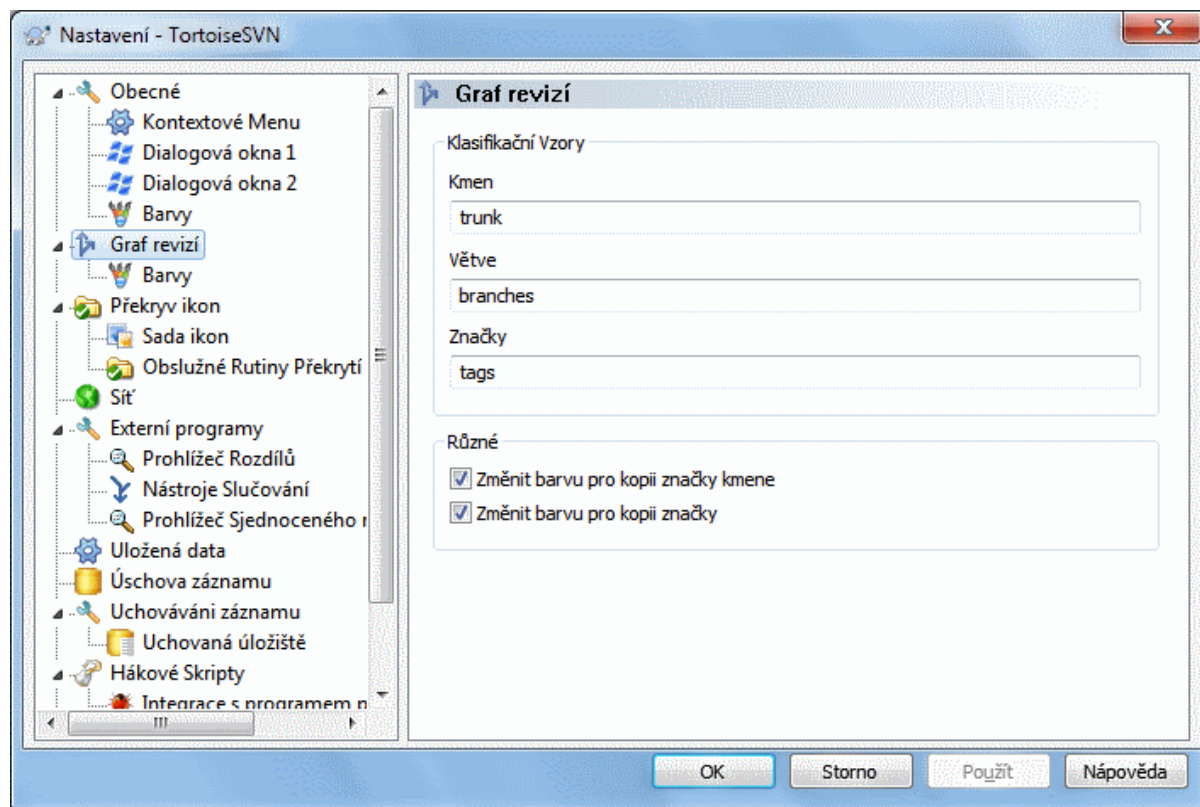 Nastavení - TortoiseSVN
Obecné
Kontextové Menu
Dialogová okna 1
Dialogová okna 2
Barvy
Graf revizí
Barvy
Překryv ikon
Sada ikon
Obslužné Rutiny Překrytí
Síť
Externí programy
Prohlížeč Rozdílů
Nástroje Slučování
Prohlížeč Sjednoceného r
Uložená data
Úschova záznamu
Uchováváni záznamu
Uchovaná úložiště
Hákové Skripty
Integrace s programem p
Graf revizí
Klasifikační Vzory
Kmen
trunk
Větve
branches
Značky
tags
Různé
Změnit barvu pro kopii značky kmene
Změnit barvu pro kopii značky
OK
Storno
Použít
Nápověda